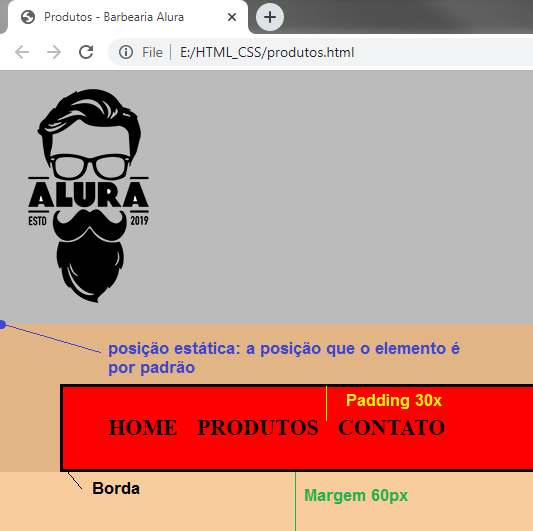 Produtos - Barbearia Alura
File | E:/HTML_CSS/produtos.html
ALURA
ESTD 2019
posição estática: a posição que o elemento é
por padrão
Padding 30x
HOME PRODUTOS CONTATO
Borda
Margem 60px